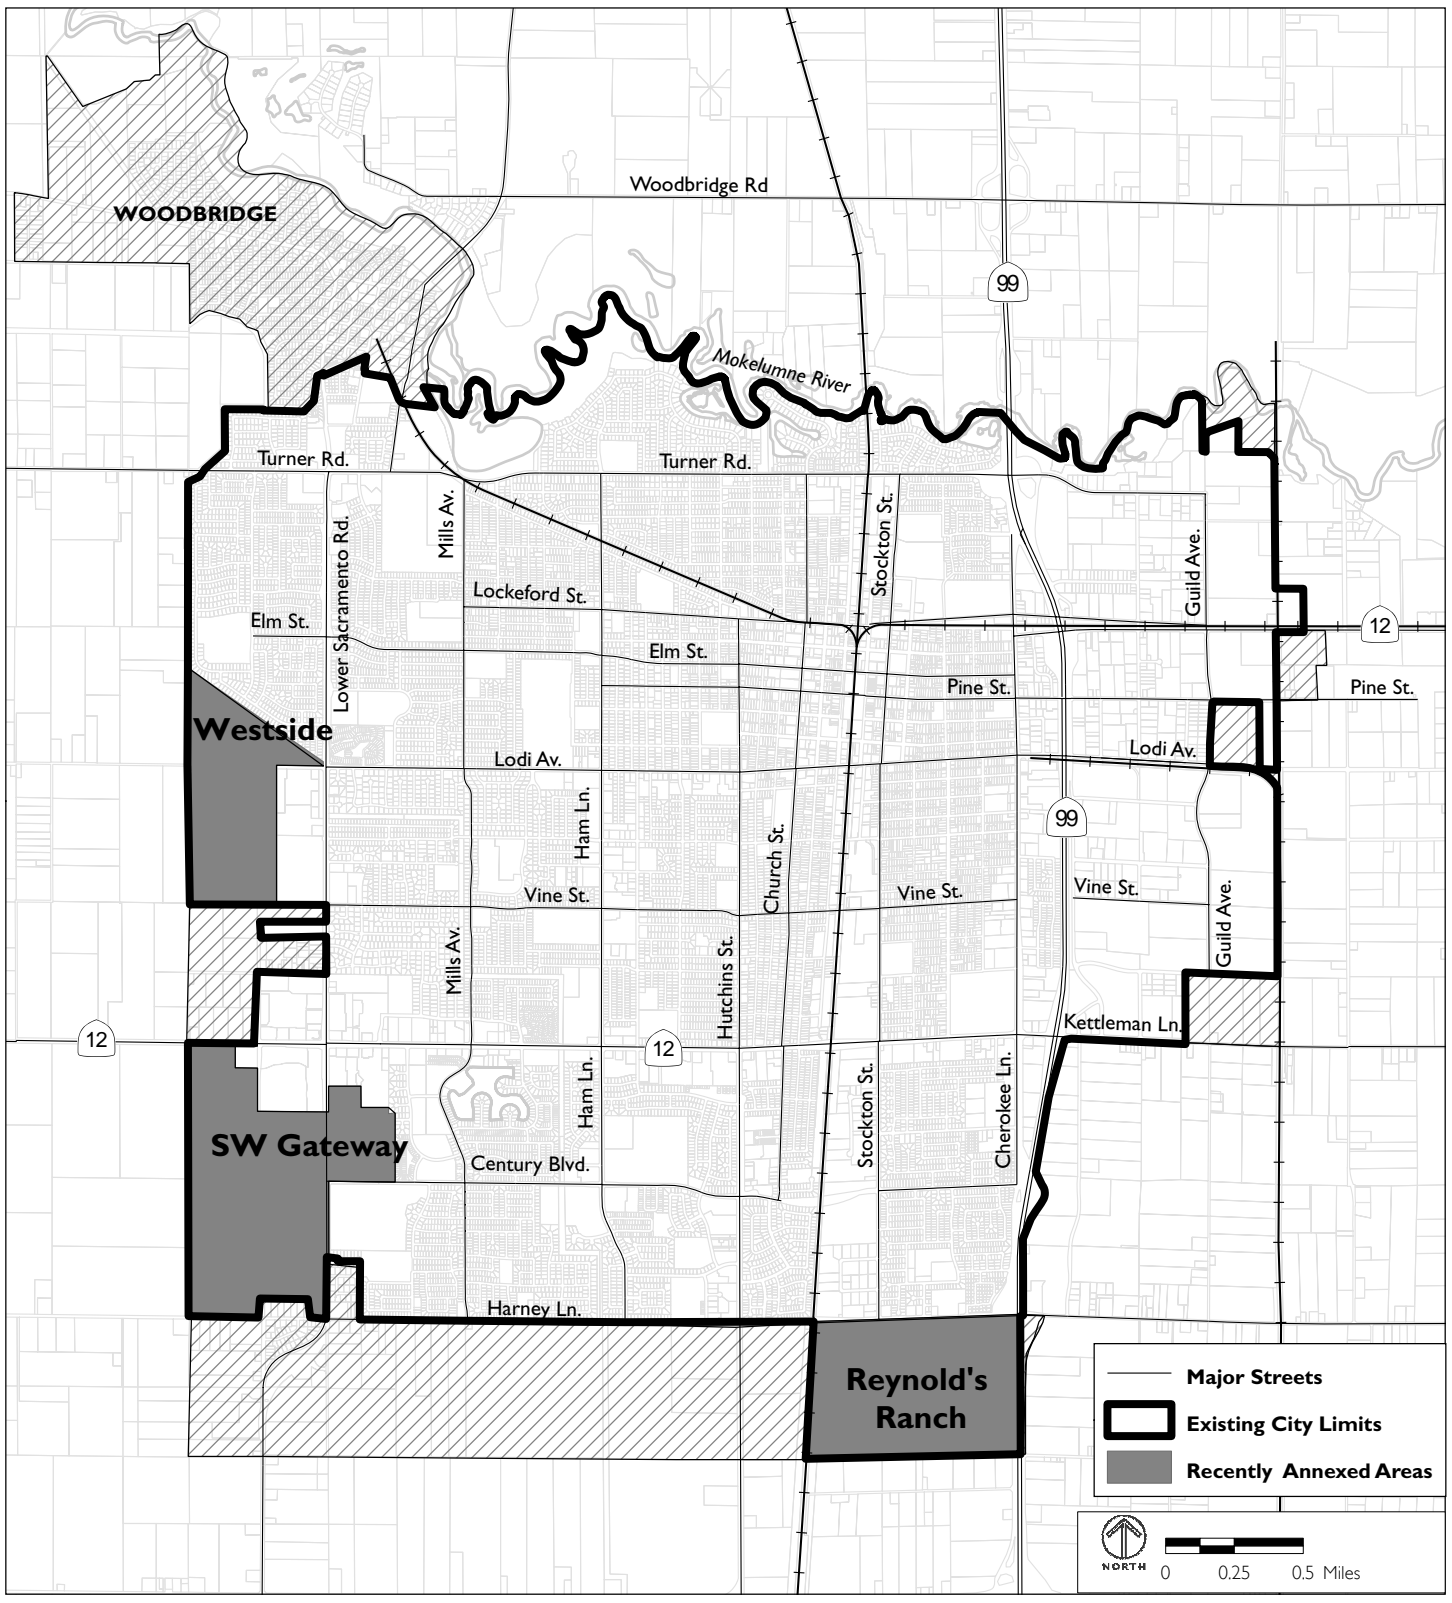 Woodbridge Rd
WOODBRIDGE
99
Mokelumne River
Turner Rd.
Turner Rd.
Mills Av.
Stockton St.
Lower Sacramento Rd.
Guild Ave.
Lockeford St.
Elm St.
12
Elm St.
Pine St.
Pine St.
Westside
Lodi Av.
Lodi Av.
99
Ham Ln.
Church St.
Vine St.
Vine St.
Vine St.
Guild Ave.
Mills Av.
Hutchins St.
Kettleman Ln.
12
12
Ham Ln.
Stockton St.
Cherokee Ln.
SW Gateway
Century Blvd.
Harney Ln.
Reynold's
Ranch
Major Streets
Existing City Limits
Recently Annexed Areas
NORTH
0 0.25 0.5 Miles